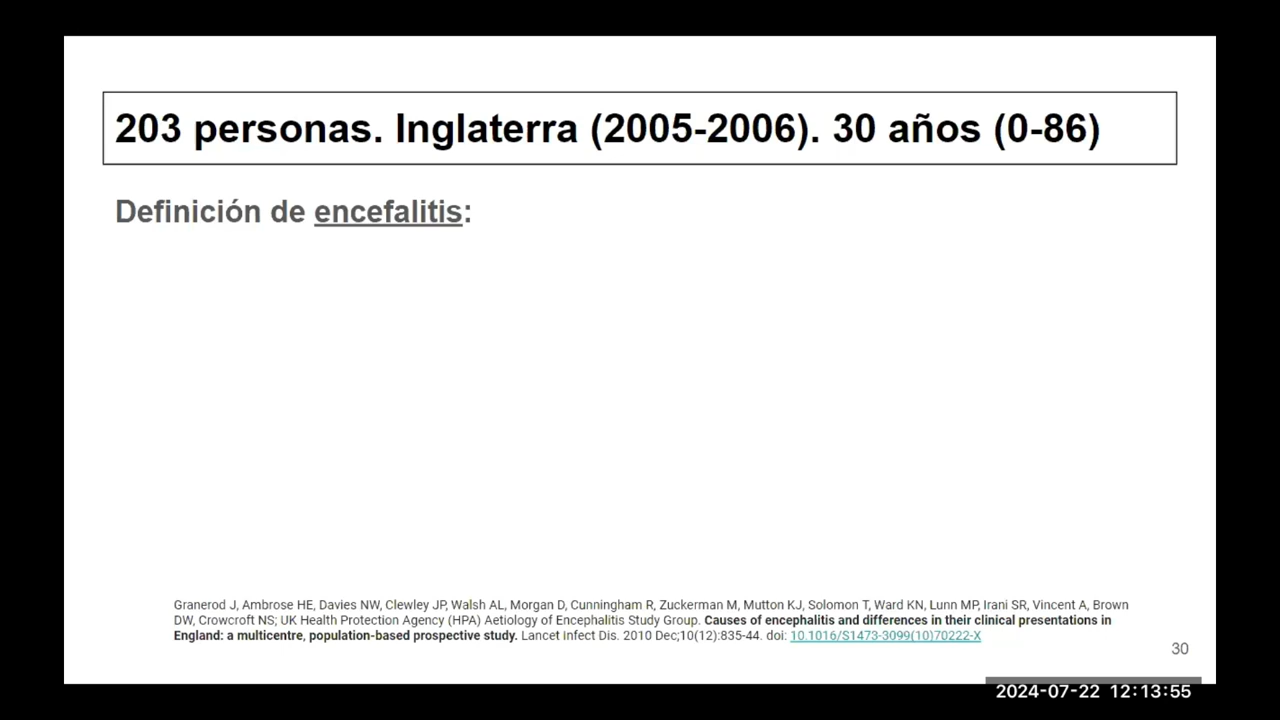 203 personas. Inglaterra (2005-2006). 30 años (0-86)
Definición de encefalitis:
Granerod J, Ambrose HE, Davies NW, Clewley JP, Walsh AL, Morgan D, Cunningham R, Zuckerman M, Mutton KJ, Solomon T, Ward KN, Lunn MP, Irani SR, Vincent A, Brown
DW, Crowcroft NS; UK Health Protection Agency (HPA) Aetiology of Encephalitis Study Group. Causes of encephalitis and differences in their clinical presentations in
England: a multicentre, population-based prospective study. Lancet Infect Dis. 2010 Dec;10(12):835-44. doi: 10.1016/S1473-3099(10)70222-X
30
2024-07-22 12:13:55